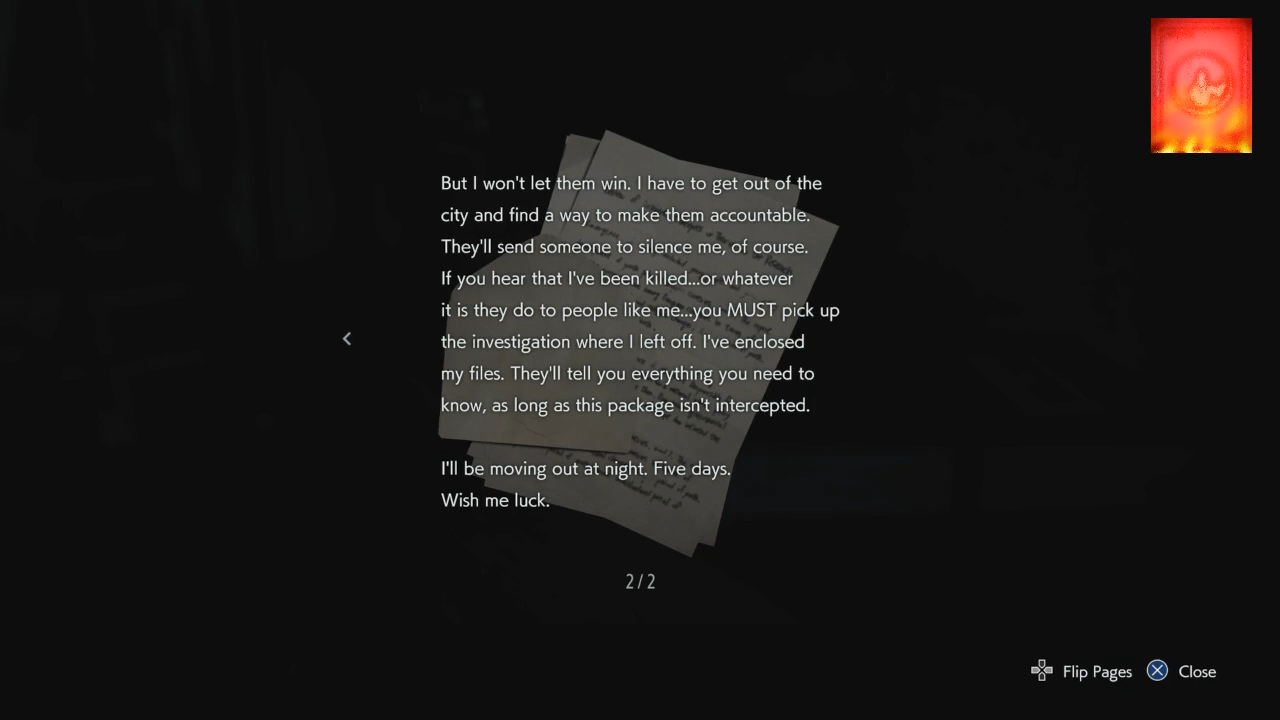 But I won't let them win. I have to get out of the
city and find a way to make them accountable.
They'll send someone to silence me, of course.
If you hear that I've been killed...or whatever
it is they do to people like me...you MUST pick up
the investigation where I left off. I've enclosed
my files. They'll tell you everything you need to
know, as long as this package isn't intercepted.
I'll be moving out at night. Five days.
Wish me luck.
2 / 2
Flip Pages
Close